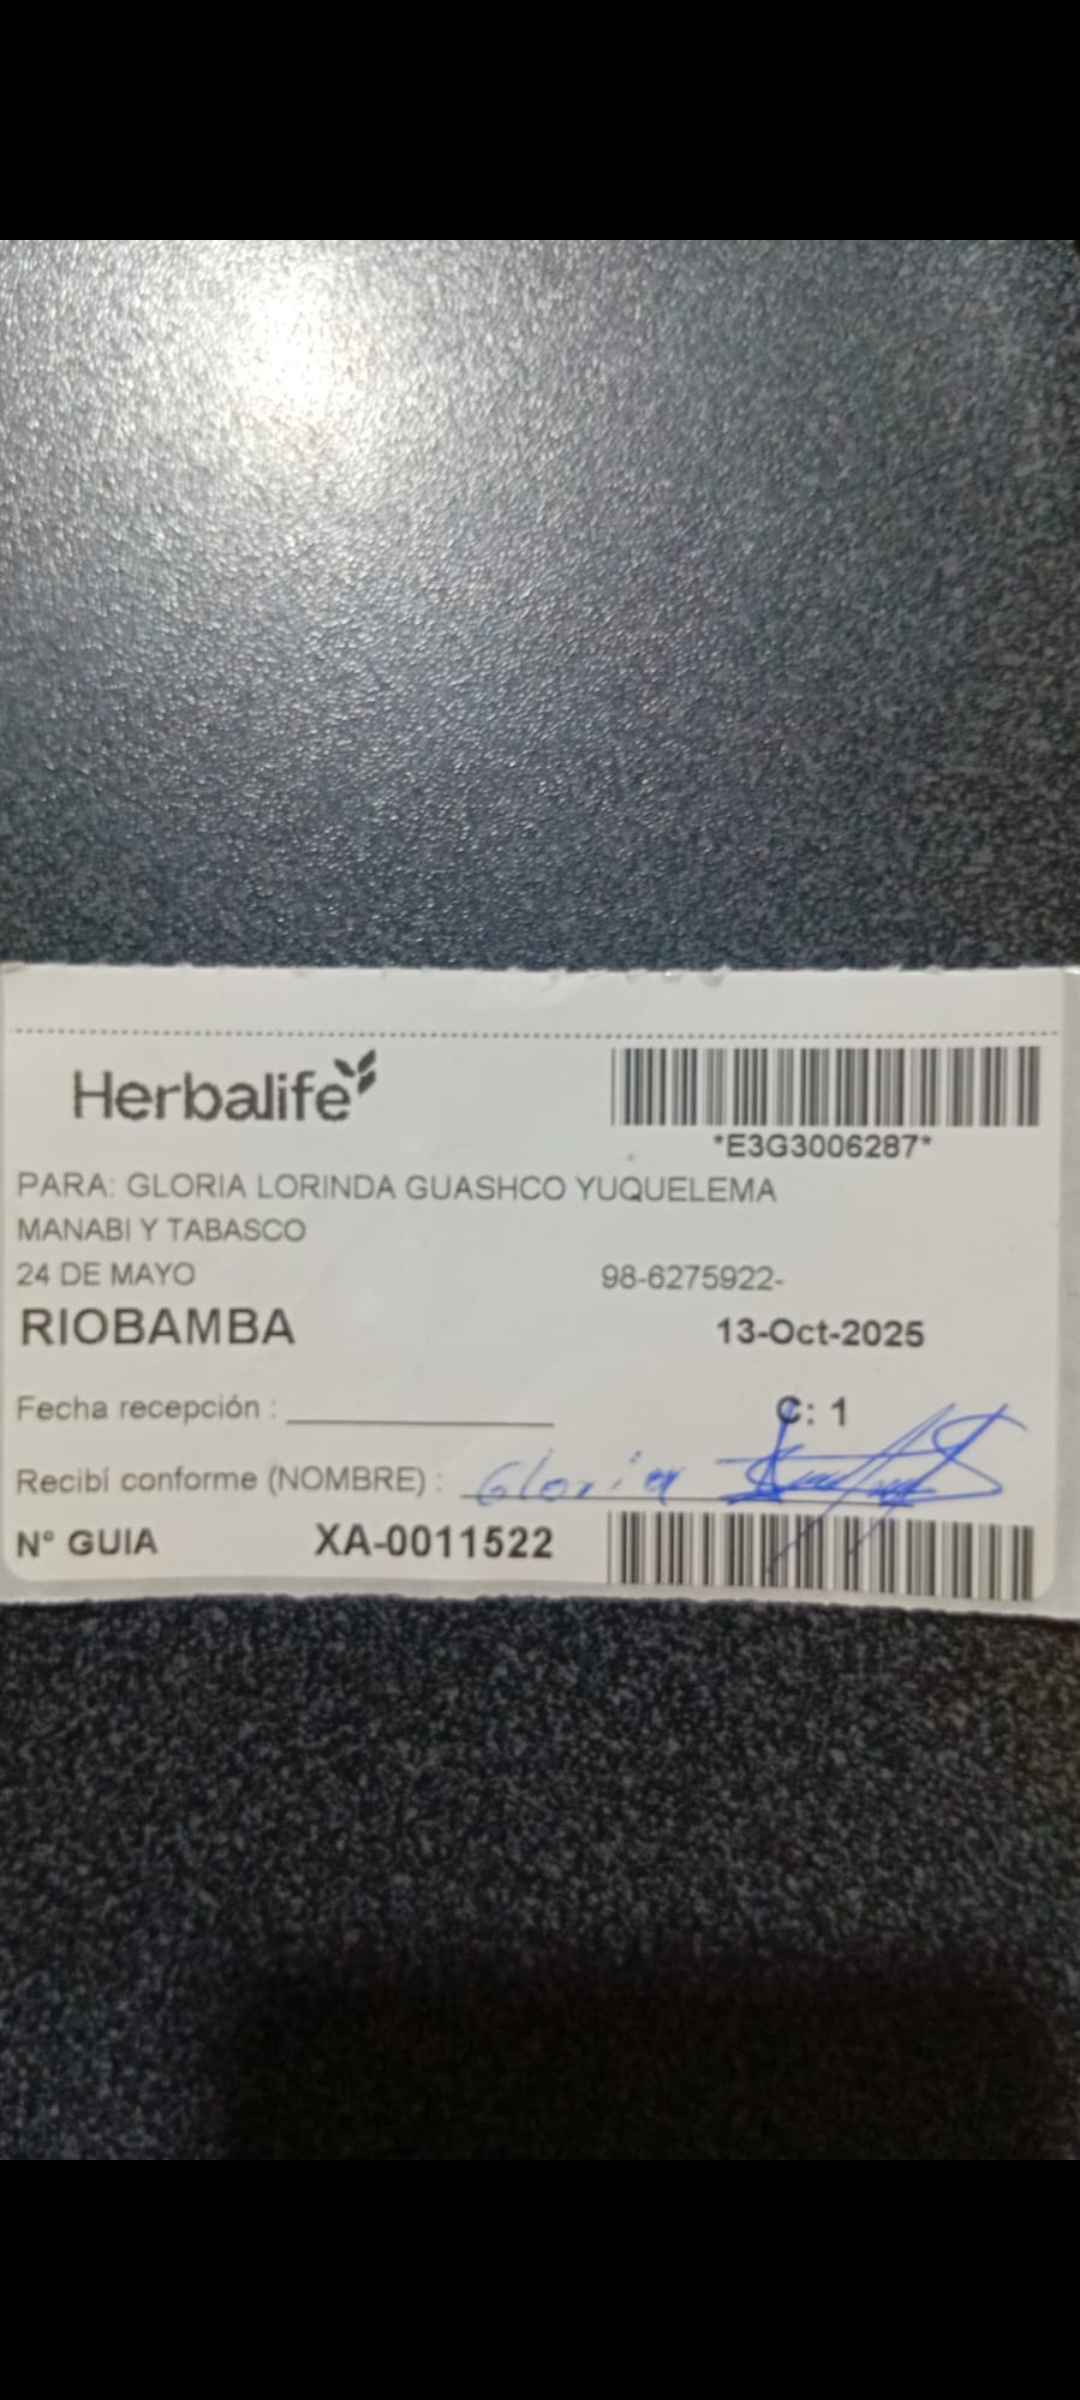 Herbalife
*E3G3006287*
PARA: GLORIA LORINDA GUASHCO YUQUELEMA
MANABI Y TABASCO
24 DE MAYO 98-6275922-
RIOBAMBA 13-Oct-2025
Fecha recepción : C: 1
Recibí conforme (NOMBRE) : Gloria
Nº GUIA XA-0011522